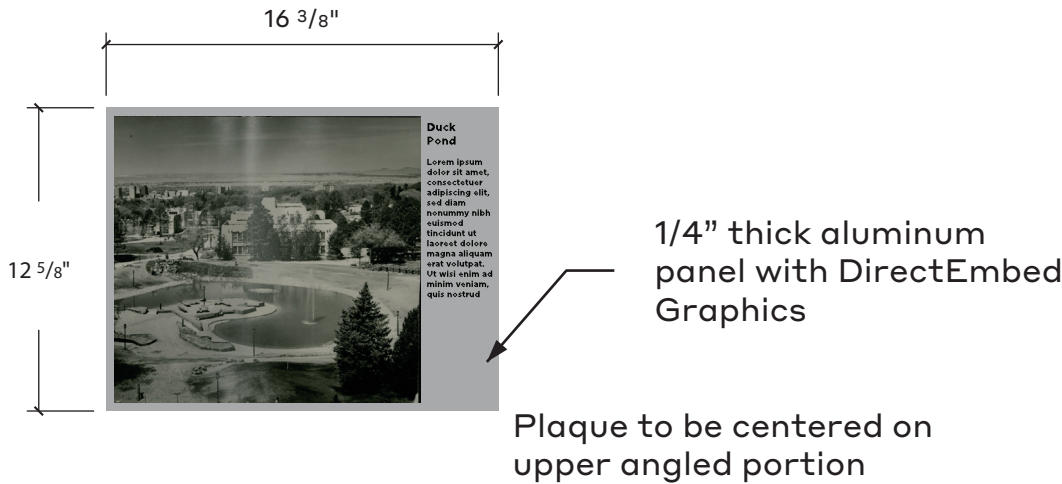 16 3/8"
12 5/8"
Duck
Pond
Lorem ipsum
dolor sit amet,
consectetuer
adipiscing elit,
sed diam
nonummy nibh
euismod
tincidunt ut
laoreet dolore
magna aliquam
erat volutpat.
Ut wisi enim ad
minim veniam,
quis nostrud
1/4” thick aluminum
panel with DirectEmbed
Graphics
Plaque to be centered on
upper angled portion